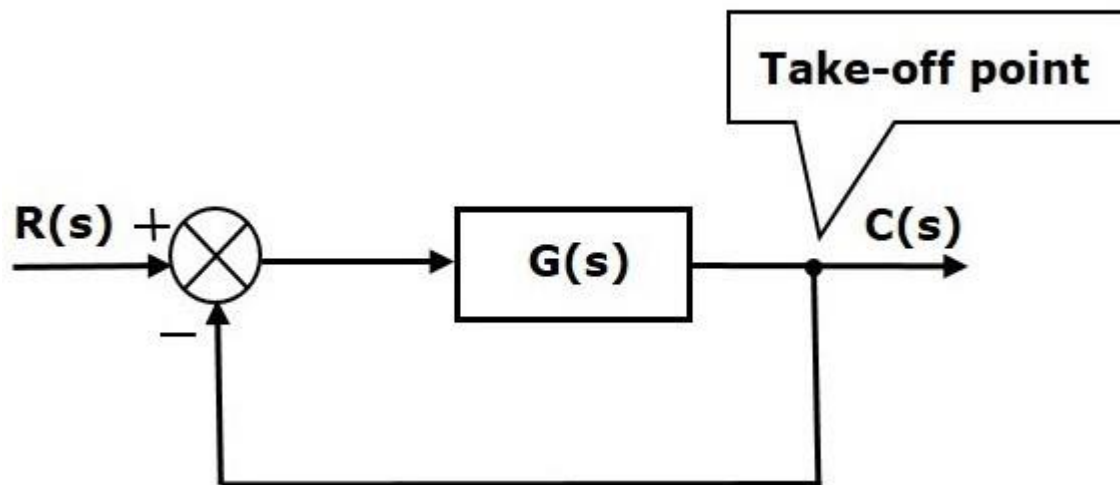 Take-off point
R(s) +
G(s)
C(s)
−